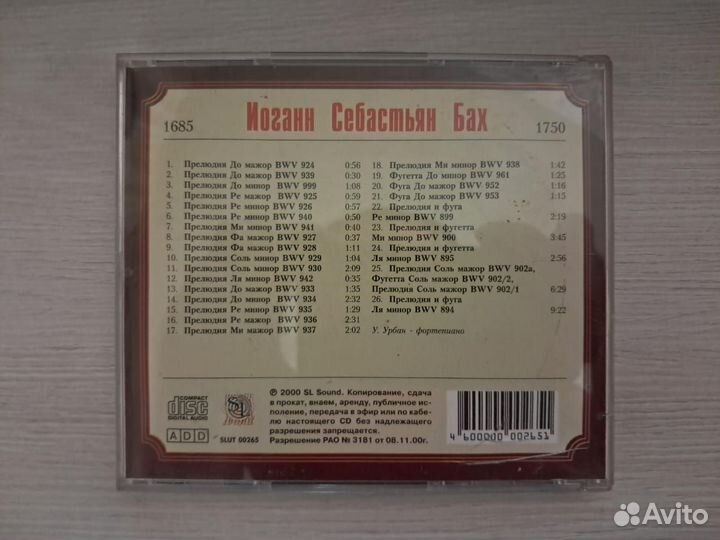 Иоганн Себастьян Бах
1685
1750
1. Прелюдия До мажор BWV 924 0:56
2. Прелюдия До мажор BWV 939 0:30
3. Прелюдия До минор BWV 999 1:08
4. Прелюдия Ре мажор BWV 925 0:59
5. Прелюдия Ре минор BWV 926 0:57
6. Прелюдия Ре минор BWV 940 0:50
7. Прелюдия Ми минор BWV 941 0:40
8. Прелюдия Фа мажор BWV 927 0:37
9. Прелюдия Фа мажор BWV 928 1:11
10. Прелюдия Соль минор BWV 929 1:04
11. Прелюдия Соль минор BWV 930 2:09
12. Прелюдия Ля минор BWV 942 0:51
13. Прелюдия До мажор BWV 933 1:35
14. Прелюдия До минор BWV 934 2:32
15. Прелюдия Ре минор BWV 935 1:29
16. Прелюдия Ре мажор BWV 936 2:31
17. Прелюдия Ми мажор BWV 937 2:02
18. Прелюдия Ми минор BWV 938 1:42
19. Фугетта До минор BWV 961 1:25
20. Фуга До мажор BWV 952 1:16
21. Фуга До мажор BWV 953 1:15
22. Прелюдия и фуга
Ре минор BWV 899 2:19
23. Прелюдия и фугетта
Ми минор BWV 900 3:45
24. Прелюдия и фугетта
Ля минор BWV 895 2:56
25. Прелюдия Соль мажор BWV 902a,
Фугетта Соль мажор BWV 902/2,
Прелюдия Соль мажор BWV 902/1 6:29
26. Прелюдия и фуга
Ля минор BWV 894 9:22
У. Урбан - фортепиано
COMPACT
disc
DIGITAL AUDIO
ADD
SL
SLUT 00265
℗ 2000 SL Sound. Копирование, сдача
в прокат, внаем, аренду, публичное ис-
полнение, передача в эфир или по кабе-
лю настоящего CD без надлежащего
разрешения запрещается.
Разрешение РАО № 3181 от 08.11.00г.
4 600000 002651
Avito